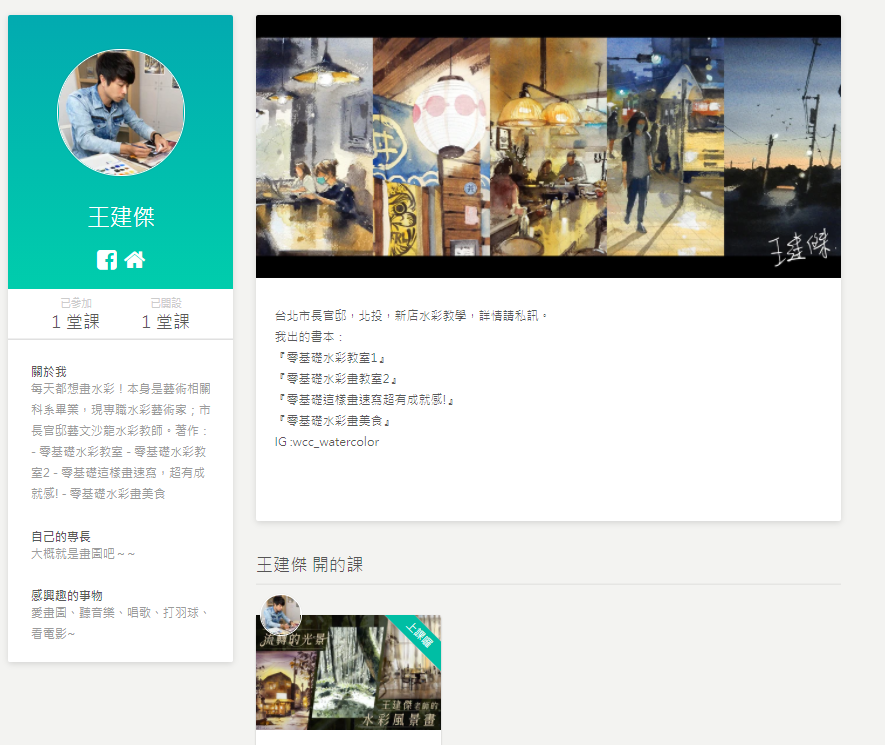 王建傑
已參加
1 堂課
已開設
1 堂課
關於我
每天都想畫水彩！本身是藝術相關
科系畢業，現專職水彩藝術家；市
長官邸藝文沙龍水彩教師。著作：
- 零基礎水彩教室 - 零基礎水彩教
室2 - 零基礎這樣畫速寫，超有成
就感! - 零基礎水彩畫美食
自己的專長
大概就是畫圖吧~~
感興趣的事物
愛畫圖、聽音樂、唱歌、打羽球、
看電影~
王建傑
台北市長官邸，北投，新店水彩教學，詳情請私訊。
我出的書本：
『零基礎水彩教室1』
『零基礎水彩畫教室2』
『零基礎這樣畫速寫超有成就感!』
『零基礎水彩畫美食』
IG :wcc_watercolor
王建傑 開的課
上課囉
流轉的光景
王建傑老師的
水彩風景畫